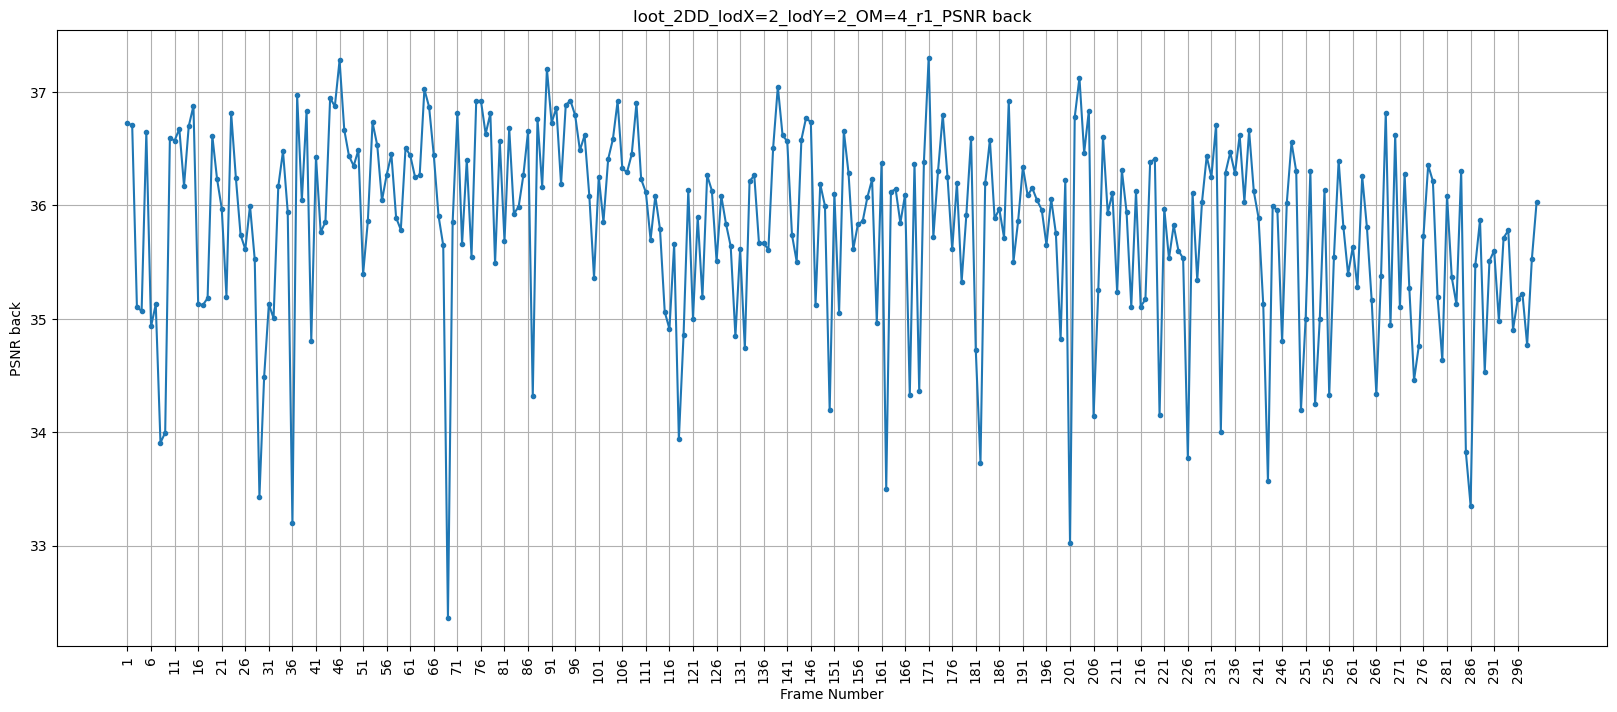 loot_2DD_lodX=2_lodY=2_OM=4_r1_PSNR back
PSNR back
37
36
35
34
33
1 6 11 16 21 26 31 36 41 46 51 56 61 66 71 76 81 86 91 96 101 106 111 116 121 126 131 136 141 146 151 156 161 166 171 176 181 186 191 196 201 206 211 216 221 226 231 236 241 246 251 256 261 266 271 276 281 286 291 296
Frame Number